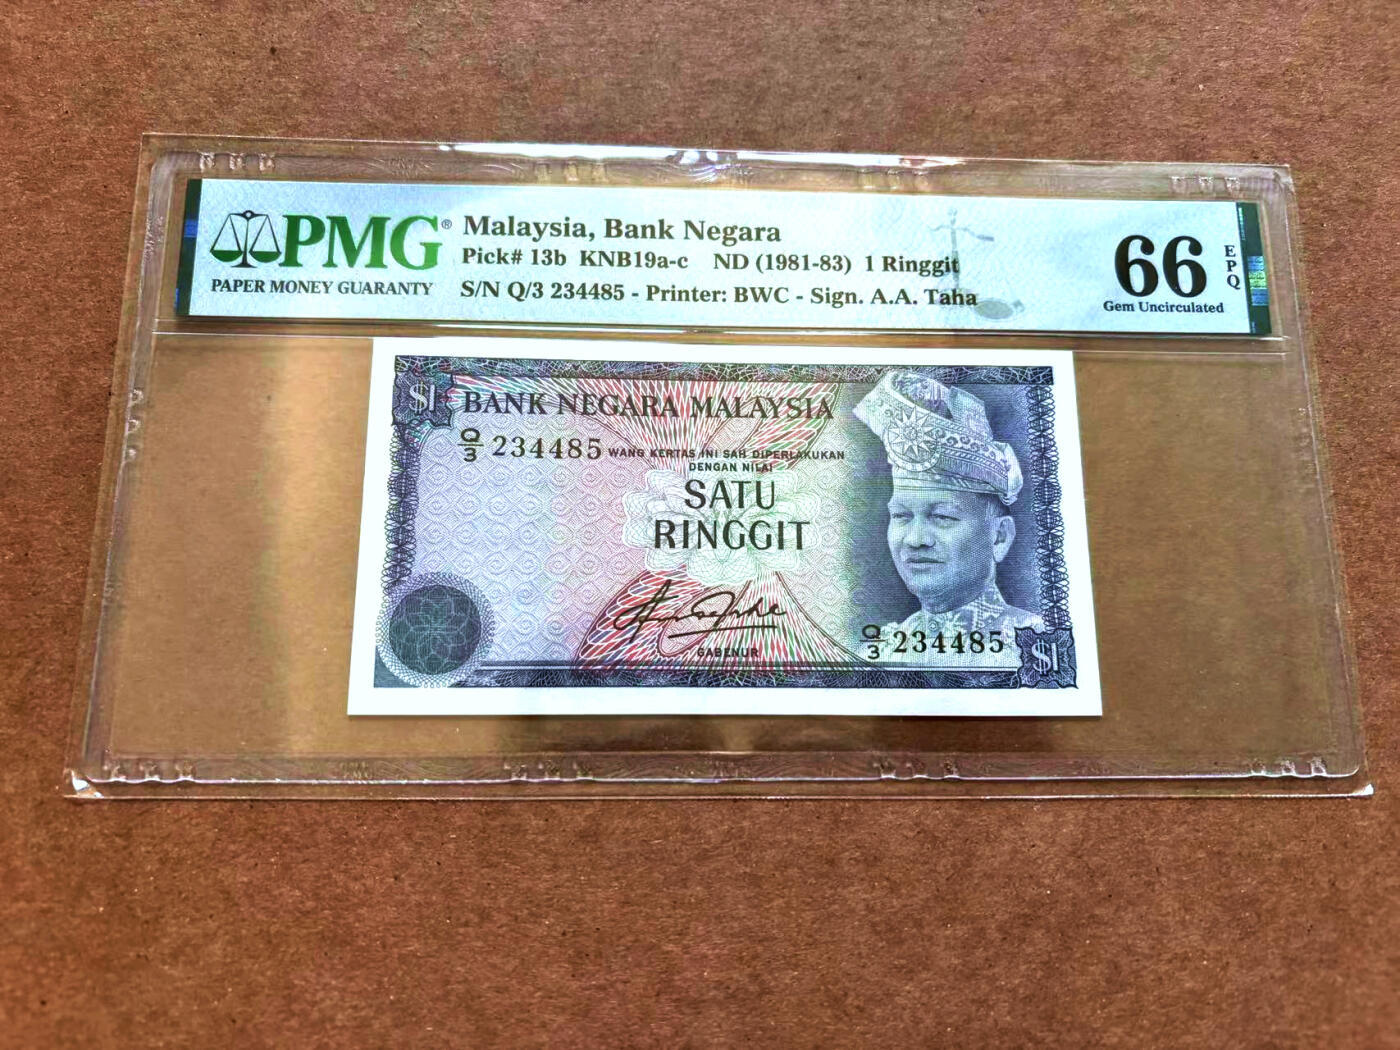 PMG®
PAPER MONEY GUARANTY
Malaysia, Bank Negara
Pick# 13b KNB19a-c ND (1981-83) 1 Ringgit
S/N Q/3 234485 - Printer: BWC - Sign. A.A. Taha
66
EPQ
Gem Uncirculated
$1
BANK NEGARA MALAYSIA
Q/3 234485
WANG KERTAS INI SAH DIPERLAKUKAN
DENGAN NILAI
SATU
RINGGIT
GABENUR
Q/3 234485
$1